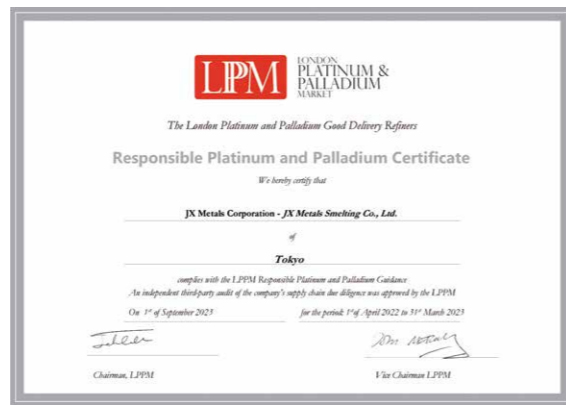 LPPM
LONDON
PLATINUM &
PALLADIUM
MARKET
The London Platinum and Palladium Good Delivery Refiners
Responsible Platinum and Palladium Certificate
We hereby certify that
JX Metals Corporation - JX Metals Smelting Co., Ltd.
of
Tokyo
complies with the LPPM Responsible Platinum and Palladium Guidance
An independent third-party audit of the company's supply chain due diligence was approved by the LPPM
On 1st of September 2023 for the period: 1st of April 2022 to 31st March 2023
Chairman, LPPM Vice Chairman LPPM